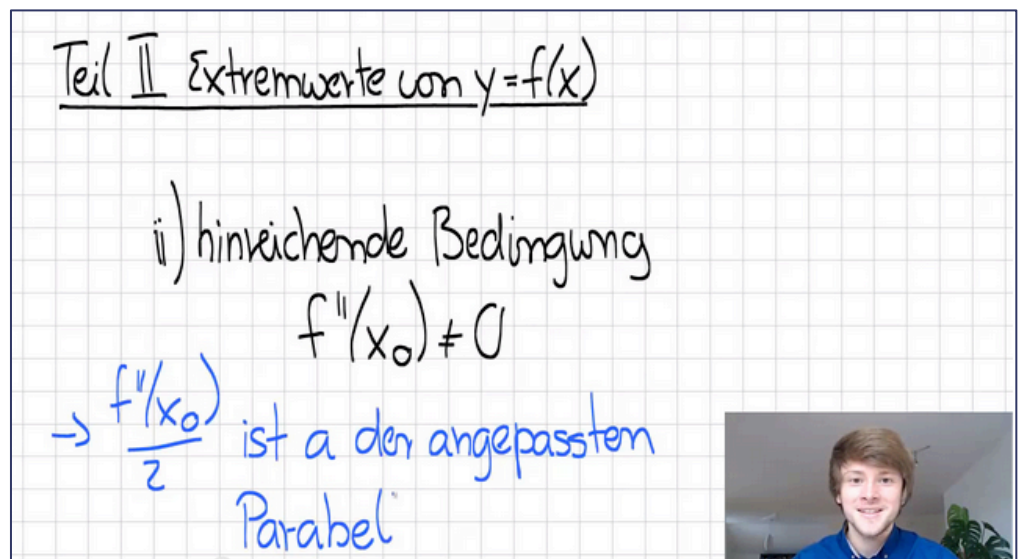 Teil II Extremwerte von y=f(x)
ii) hinreichende Bedingung
f''(x₀) ≠ 0
→ f''(x₀)/2 ist a der angepassten
Parabel